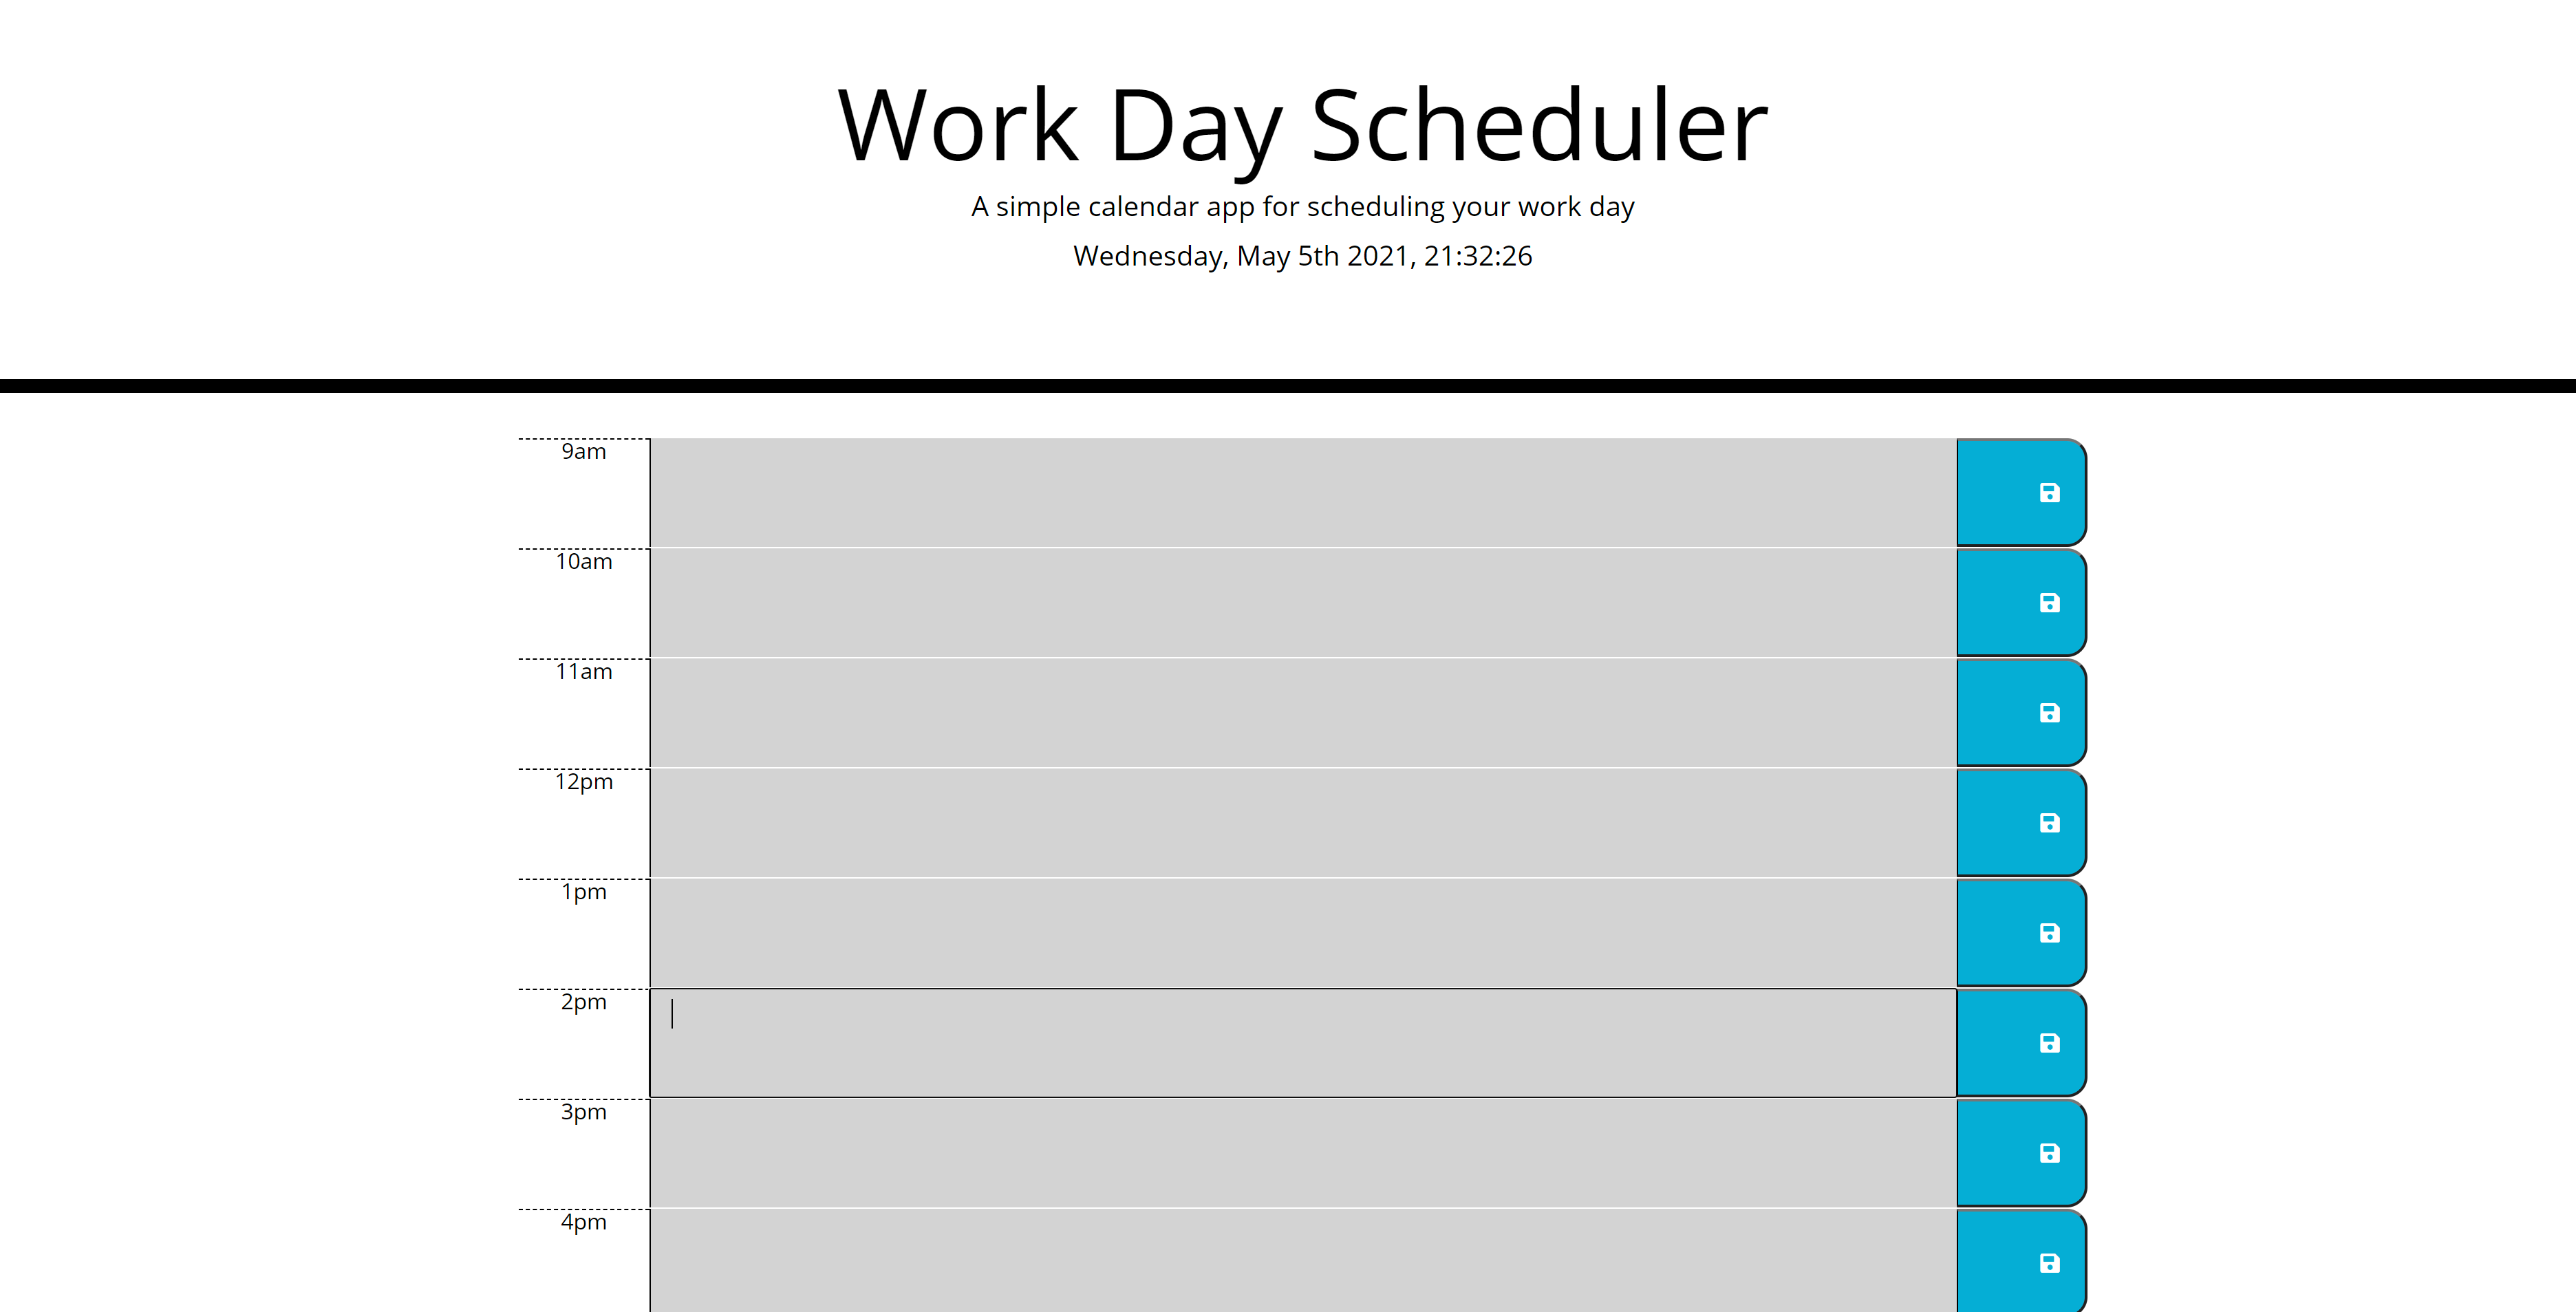 Work Day Scheduler
A simple calendar app for scheduling your work day
Wednesday, May 5th 2021, 21:32:26
9am
10am
11am
12pm
1pm
2pm
3pm
4pm